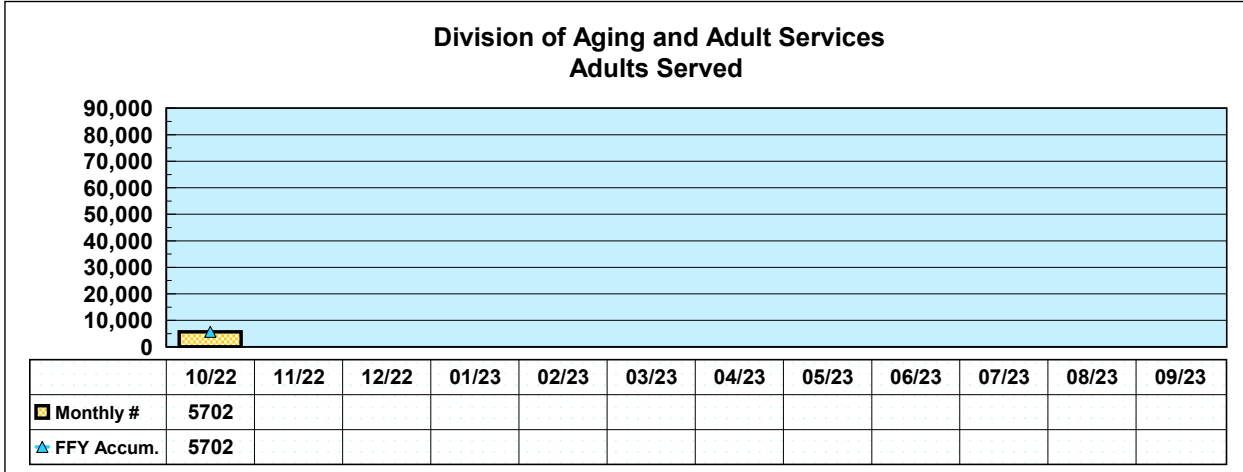 Division of Aging and Adult Services
Adults Served
90,000
80,000
70,000
60,000
50,000
40,000
30,000
20,000
10,000
0
10/22 11/22 12/22 01/23 02/23 03/23 04/23 05/23 06/23 07/23 08/23 09/23
Monthly # 5702
FFY Accum. 5702